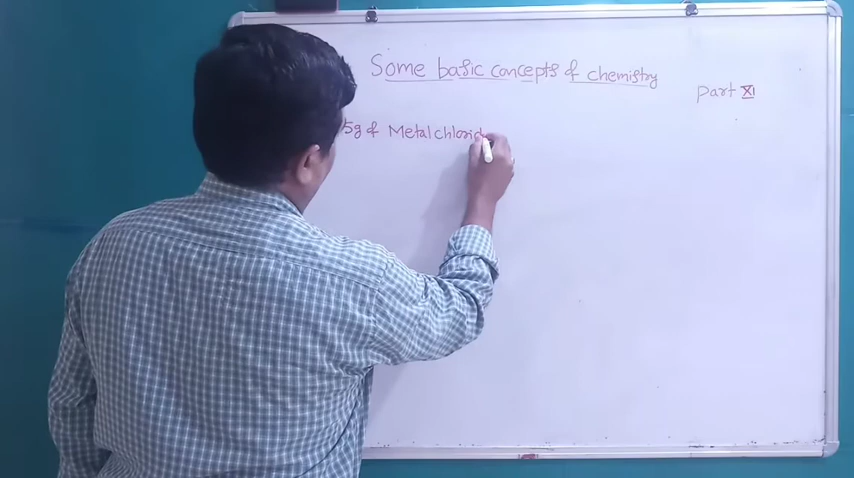 Some basic concepts of chemistry
Part XI
5g of Metal chlorid